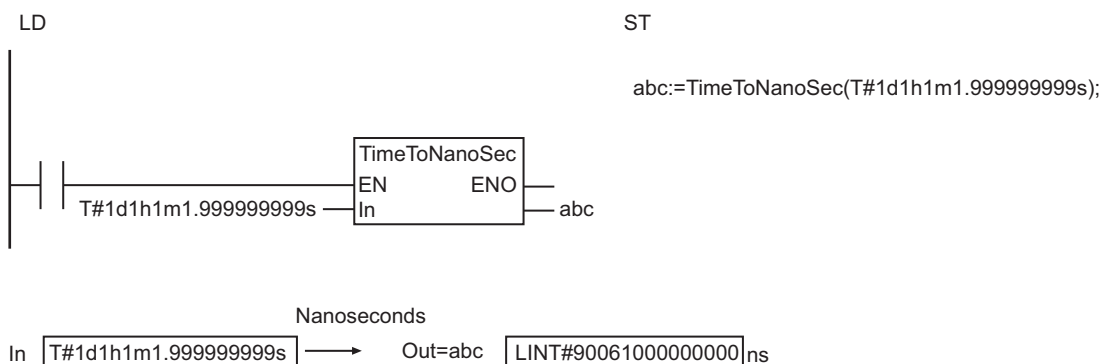 LD
ST
abc:=TimeToNanoSec(T#1d1h1m1.999999999s);
TimeToNanoSec
EN ENO
T#1d1h1m1.999999999s In abc
Nanoseconds
In T#1d1h1m1.999999999s Out=abc LINT#90061000000000 ns